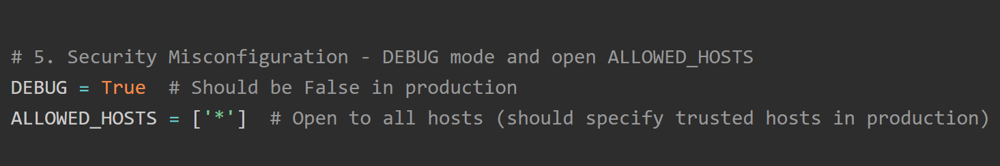 # 5. Security Misconfiguration - DEBUG mode and open ALLOWED_HOSTS
DEBUG = True  # Should be False in production
ALLOWED_HOSTS = ['*']  # Open to all hosts (should specify trusted hosts in production)